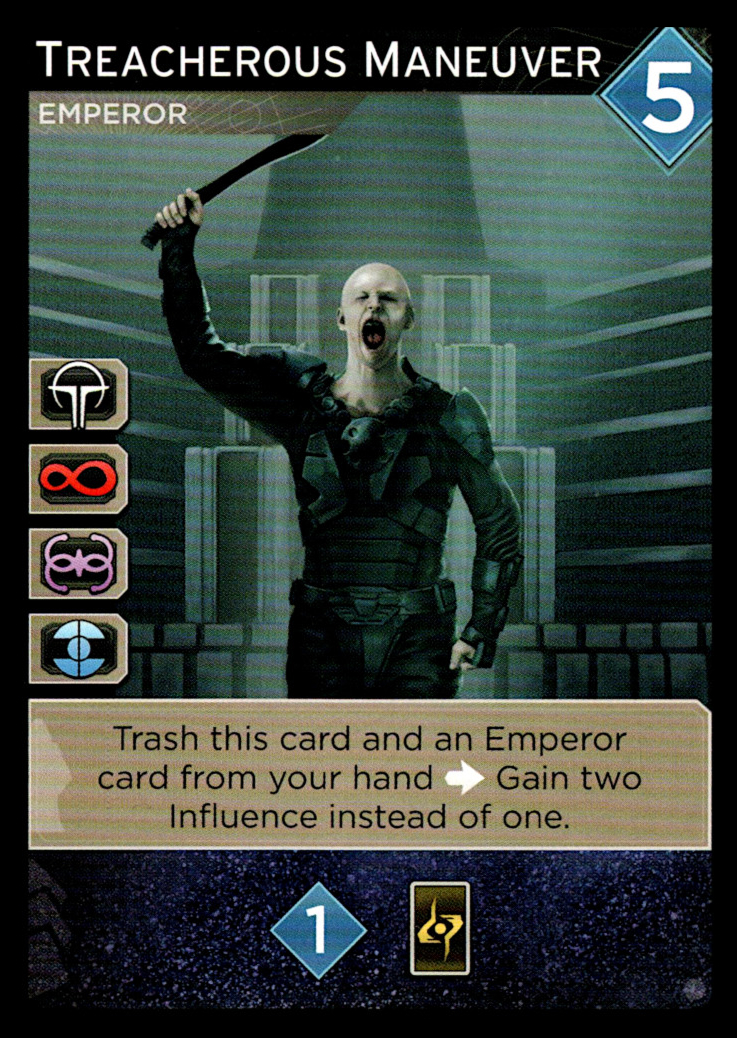 TREACHEROUS MANEUVER
5
EMPEROR
Trash this card and an Emperor
card from your hand → Gain two
Influence instead of one.
1